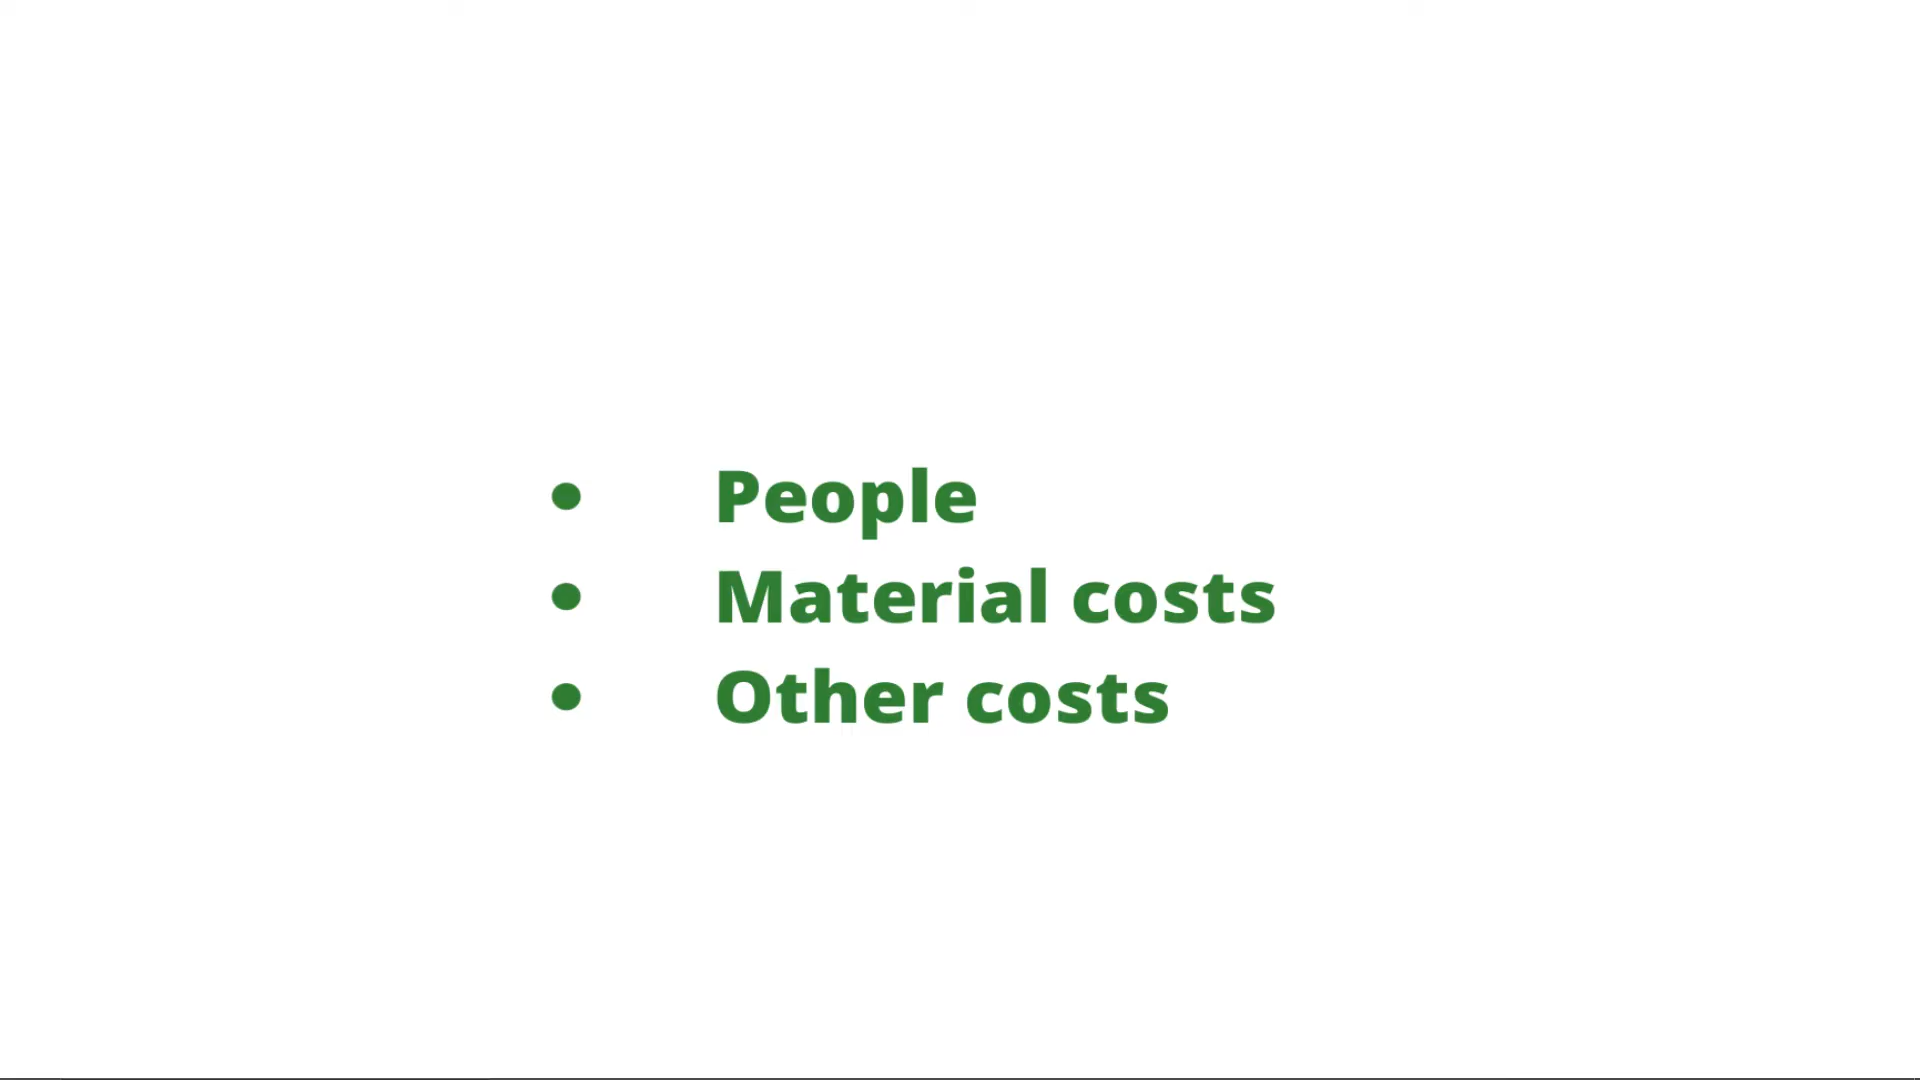 • People
• Material costs
• Other costs